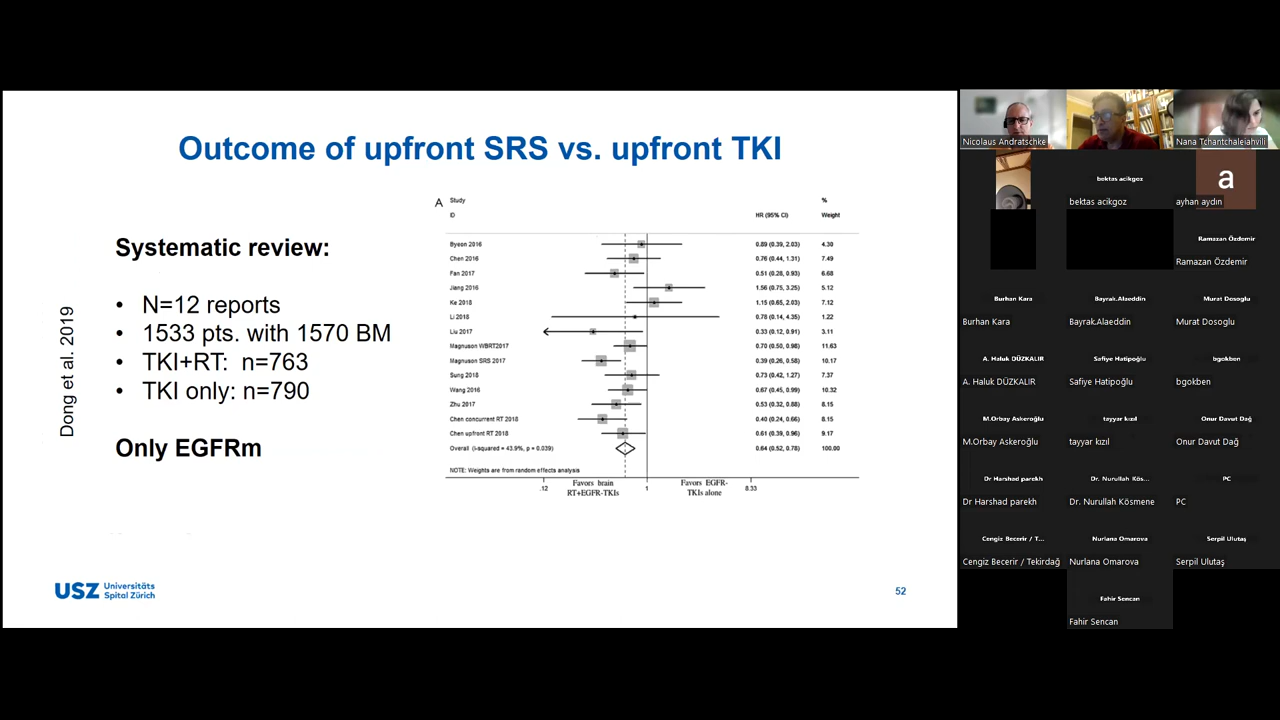 Outcome of upfront SRS vs. upfront TKI
Systematic review:
• N=12 reports
• 1533 pts. with 1570 BM
• TKI+RT: n=763
• TKI only: n=790
Only EGFRm
Dong et al. 2019
A
Study
%
ID
HR (95% CI)
Weight
Byeon 2016 0.89 (0.39, 2.03) 4.30
Chen 2016 0.76 (0.44, 1.31) 7.49
Fan 2017 0.51 (0.28, 0.93) 6.68
Jiang 2016 1.56 (0.75, 3.25) 5.12
Ke 2018 1.15 (0.65, 2.03) 7.12
Li 2018 0.78 (0.14, 4.35) 1.22
Liu 2017 0.33 (0.12, 0.91) 3.11
Magnuson WBRT2017 0.70 (0.50, 0.98) 11.63
Magnuson SRS 2017 0.39 (0.26, 0.58) 10.17
Sung 2018 0.73 (0.42, 1.27) 7.37
Wang 2016 0.67 (0.45, 0.99) 10.32
Zhu 2017 0.53 (0.32, 0.88) 8.15
Chen concurrent RT 2018 0.40 (0.24, 0.66) 8.15
Chen upfront RT 2018 0.61 (0.39, 0.96) 9.17
Overall (I-squared = 43.9%, p = 0.039) 0.64 (0.52, 0.78) 100.00
NOTE: Weights are from random effects analysis
.12 1 8.33
Favors brain
RT+EGFR-TKIs
Favors EGFR-
TKIs alone
USZ Universitäts
Spital Zürich
52
Nicolaus Andratschke
Nana Tchantchaleiahvili
bektas acikgoz
bektas acikgoz
a
ayhan aydın
Ramazan Özdemir
Ramazan Özdemir
Burhan Kara
Burhan Kara
Bayrak.Alaeddin
Bayrak.Alaeddin
Murat Dosoglu
Murat Dosoglu
A. Haluk DÜZKALIR
A. Haluk DÜZKALIR
Safiye Hatipoğlu
Safiye Hatipoğlu
bgokben
bgokben
M.Orbay Askeroğlu
M.Orbay Askeroğlu
tayyar kızıl
tayyar kızıl
Onur Davut Dağ
Onur Davut Dağ
Dr Harshad parekh
Dr Harshad parekh
Dr. Nurullah Kös...
Dr. Nurullah Kösmene
PC
PC
Cengiz Becerir / T...
Cengiz Becerir / Tekirdağ
Nurlana Omarova
Nurlana Omarova
Serpil Ulutaş
Serpil Ulutaş
Fahir Sencan
Fahir Sencan